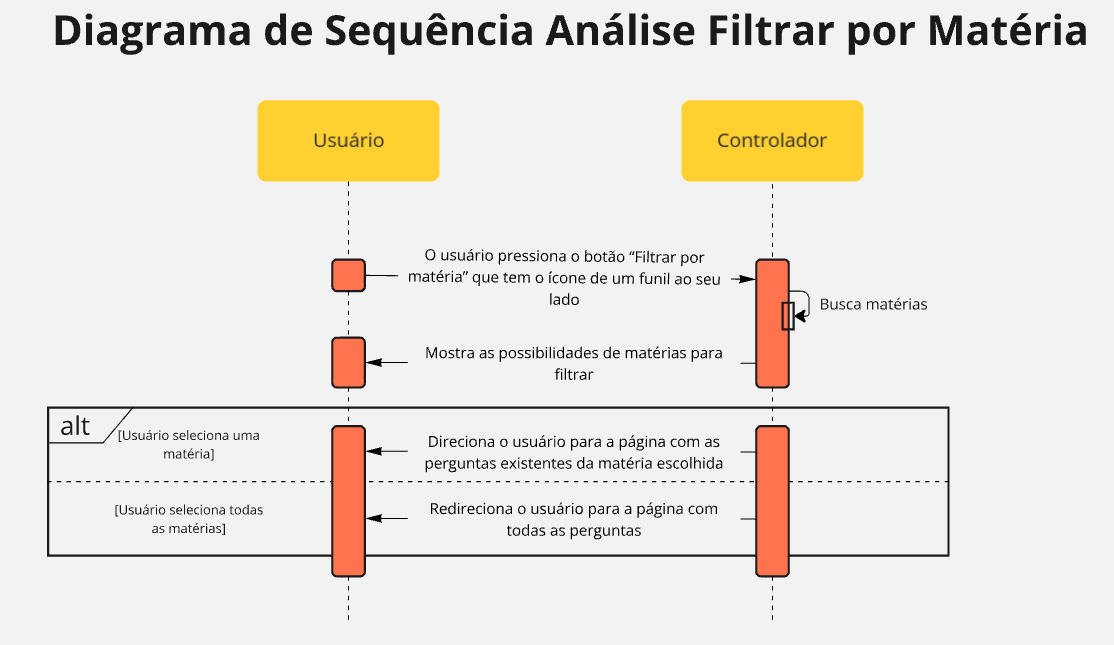 Diagrama de Sequência Análise Filtrar por Matéria
Usuário
Controlador
O usuário pressiona o botão “Filtrar por
matéria” que tem o ícone de um funil ao seu
lado
Busca matérias
Mostra as possibilidades de matérias para
filtrar
alt
[Usuário seleciona uma
matéria]
Direciona o usuário para a página com as
perguntas existentes da matéria escolhida
[Usuário seleciona todas
as matérias]
Redireciona o usuário para a página com
todas as perguntas